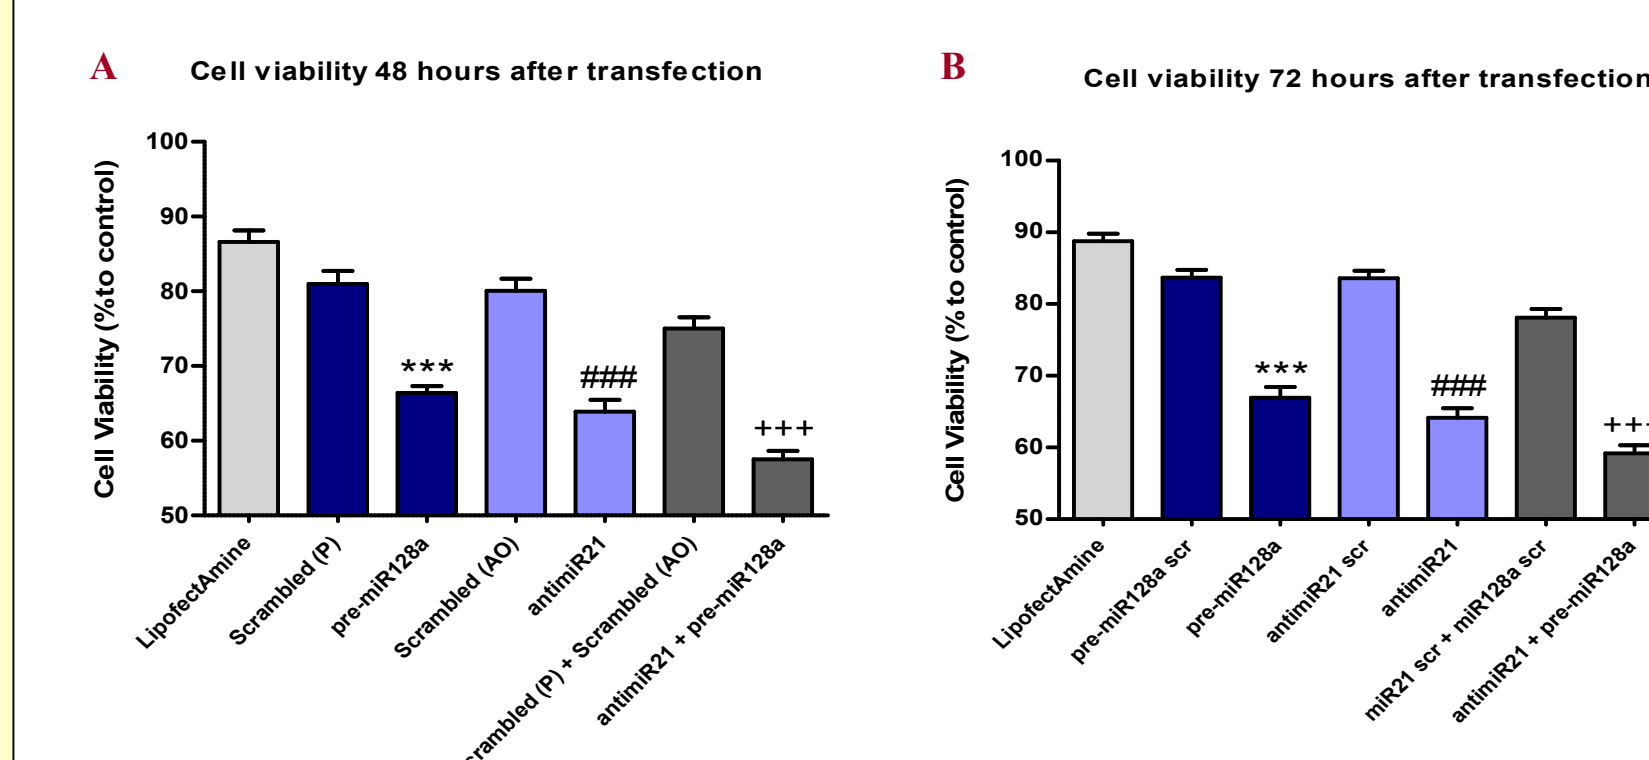 A
Cell viability 48 hours after transfection
Cell Viability (%to control)
100
90
80
70
60
50
***
###
+++
LipofectAmine
Scrambled (P)
pre-miR128a
Scrambled (AO)
antimiR21
(P) + Scrambled (AO)
antimiR21 + pre-miR128a
B
Cell viability 72 hours after transfection
Cell Viability (% to control)
100
90
80
70
60
50
***
###
++
LipofectAmine
pre-miR128a scr
pre-miR128a
antimiR21 scr
antimiR21
miR21 scr + miR128a scr
antimiR21 + pre-miR128a